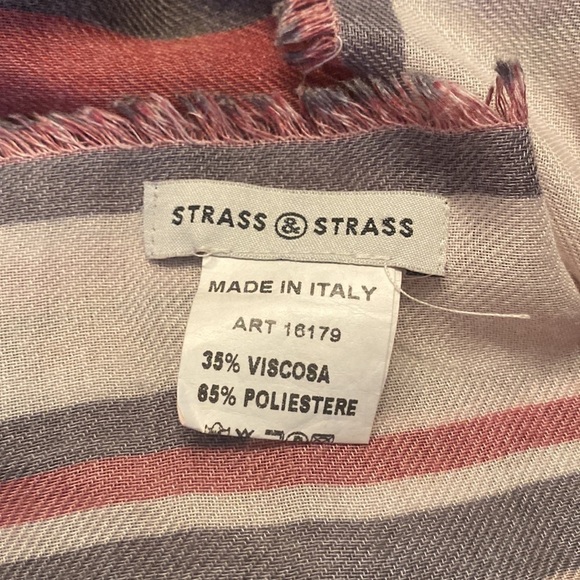 STRASS & STRASS
MADE IN ITALY
ART 16179
35% VISCOSA
65% POLIESTERE